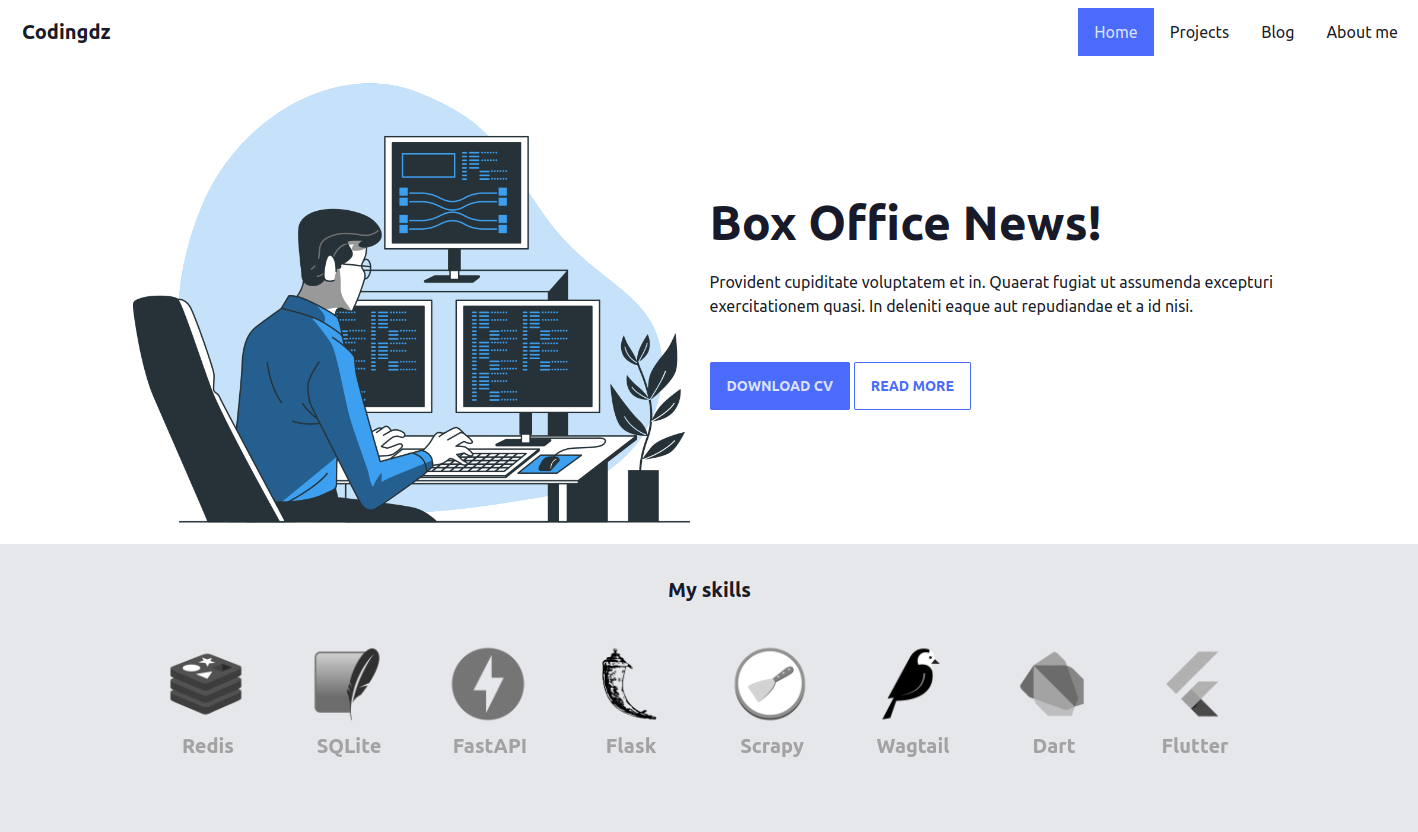 Codingdz
Home Projects Blog About me
Box Office News!
Provident cupiditate voluptatem et in. Quaerat fugiat ut assumenda excepturi
exercitationem quasi. In deleniti eaque aut repudiandae et a id nisi.
DOWNLOAD CV READ MORE
My skills
Redis SQLite FastAPI Flask Scrapy Wagtail Dart Flutter